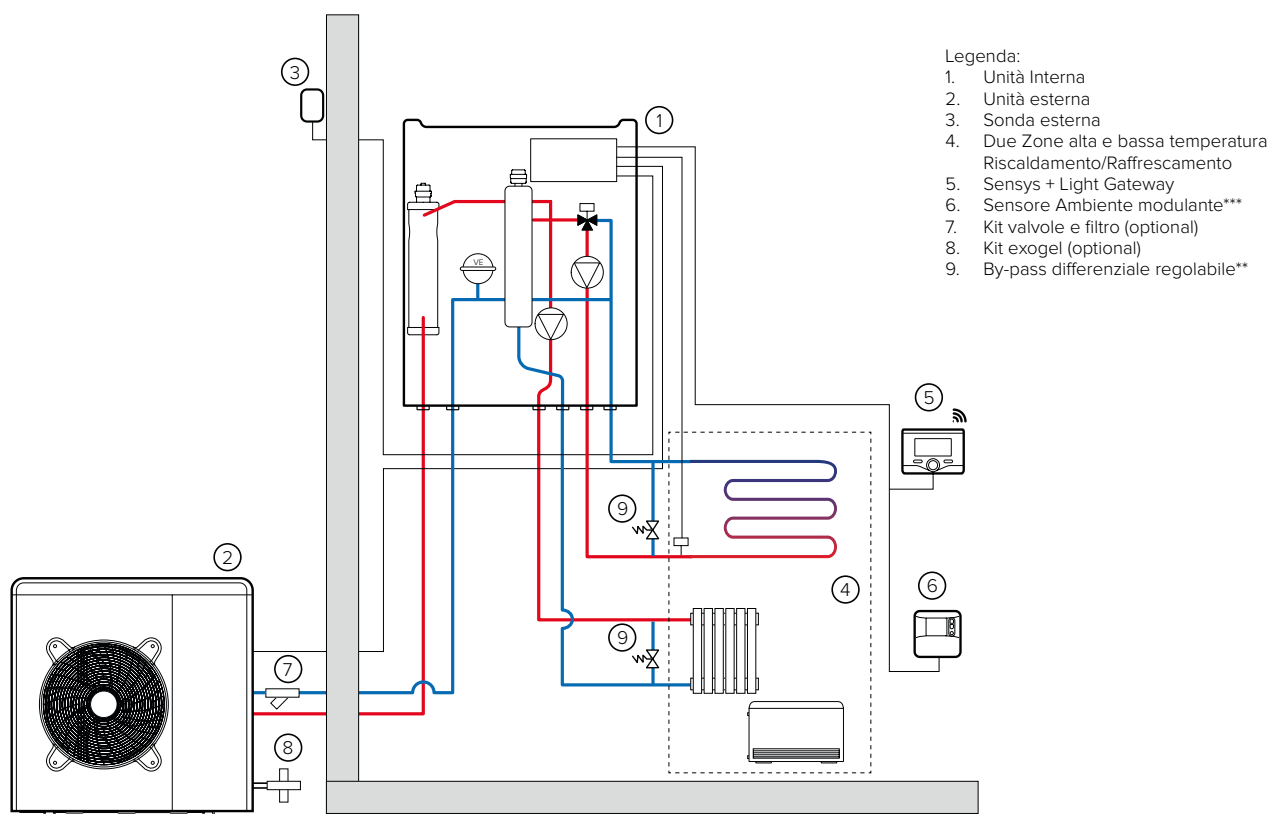 Legenda:
1. Unità Interna
2. Unità esterna
3. Sonda esterna
4. Due Zone alta e bassa temperatura
Riscaldamento/Raffrescamento
5. Sensys + Light Gateway
6. Sensore Ambiente modulante***
7. Kit valvole e filtro (optional)
8. Kit exogel (optional)
9. By-pass differenziale regolabile**
3
1
VE
5
9
2
4
6
9
7
8